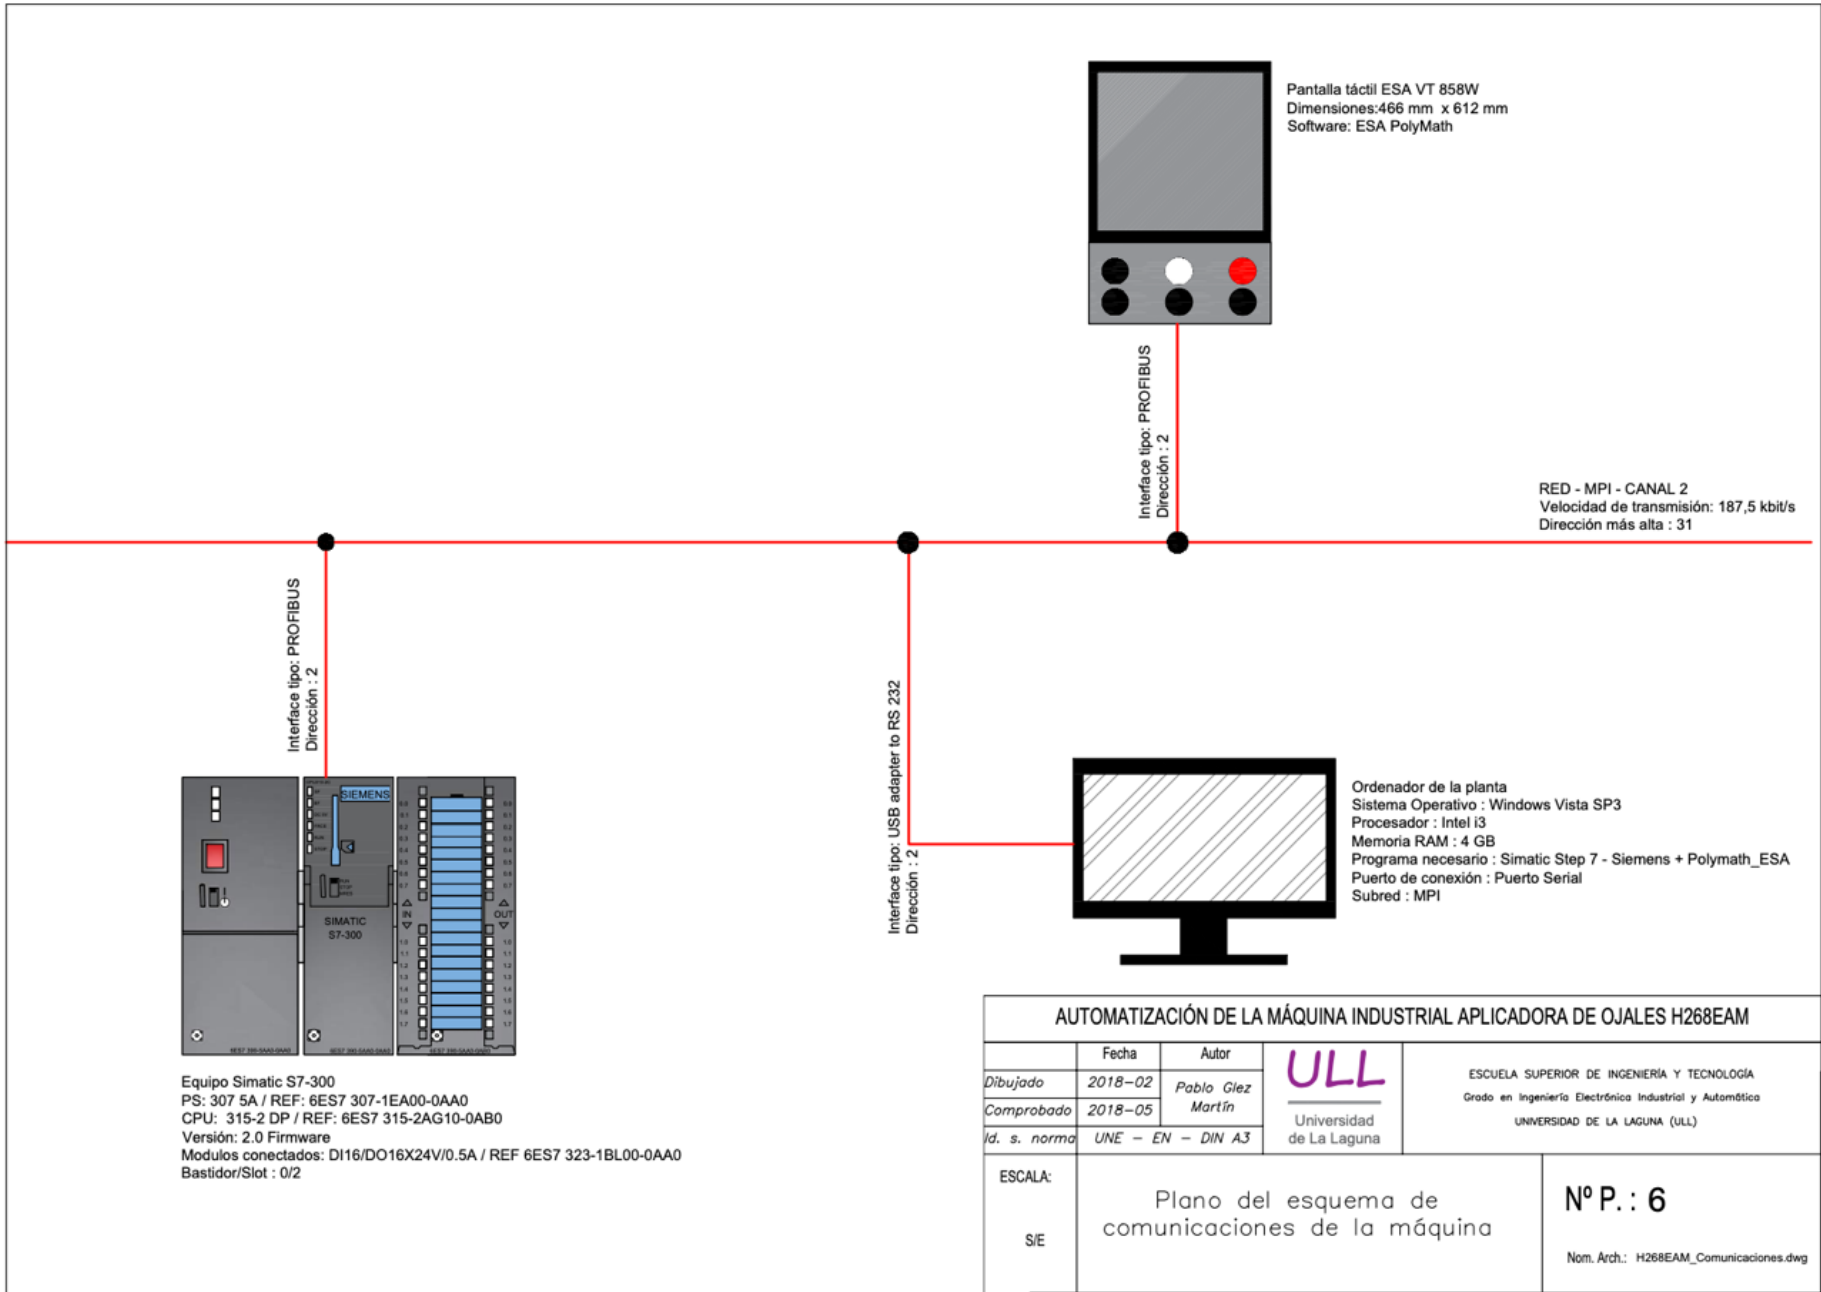 Pantalla táctil ESA VT 858W
Dimensiones:466 mm x 612 mm
Software: ESA PolyMath
Interface tipo: PROFIBUS
Dirección : 2
RED - MPI - CANAL 2
Velocidad de transmisión: 187,5 kbit/s
Dirección más alta : 31
Interface tipo: PROFIBUS
Dirección : 2
Interface tipo: USB adapter to RS 232
Dirección : 2
SIEMENS
SIMATIC
S7-300
IN
OUT
Ordenador de la planta
Sistema Operativo : Windows Vista SP3
Procesador : Intel i3
Memoria RAM : 4 GB
Programa necesario : Simatic Step 7 - Siemens + Polymath_ESA
Puerto de conexión : Puerto Serial
Subred : MPI
Equipo Simatic S7-300
PS: 307 5A / REF: 6ES7 307-1EA00-0AA0
CPU: 315-2 DP / REF: 6ES7 315-2AG10-0AB0
Versión: 2.0 Firmware
Modulos conectados: DI16/DO16X24V/0.5A / REF 6ES7 323-1BL00-0AA0
Bastidor/Slot : 0/2
AUTOMATIZACIÓN DE LA MÁQUINA INDUSTRIAL APLICADORA DE OJALES H268EAM
Fecha
Autor
Dibujado
2018-02
Pablo Glez
Martín
Comprobado
2018-05
Id. s. norma
UNE - EN - DIN A3
ULL
Universidad
de La Laguna
ESCUELA SUPERIOR DE INGENIERÍA Y TECNOLOGÍA
Grado en Ingeniería Electrónica Industrial y Automática
UNIVERSIDAD DE LA LAGUNA (ULL)
ESCALA:
S/E
Plano del esquema de
comunicaciones de la máquina
Nº P. : 6
Nom. Arch.: H268EAM_Comunicaciones.dwg